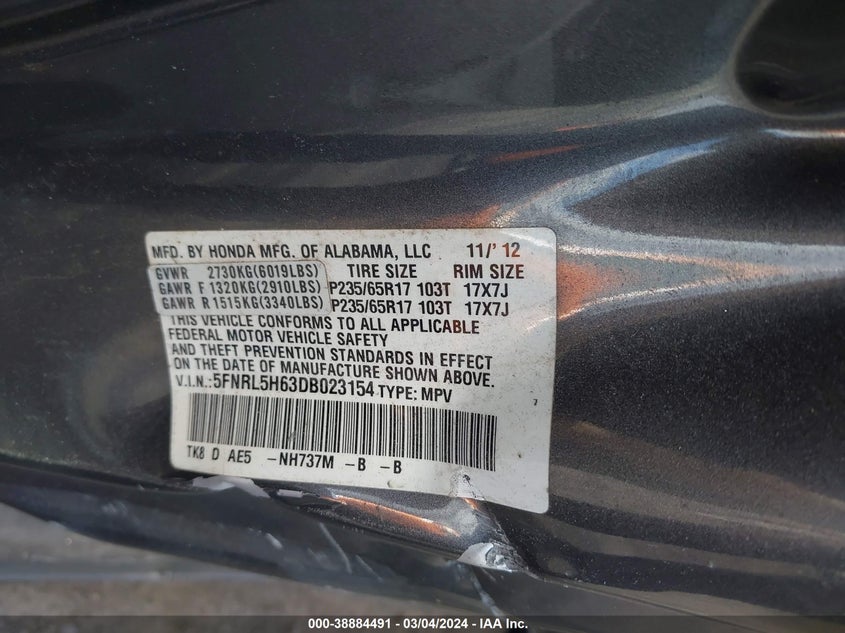 MFD. BY HONDA MFG. OF ALABAMA, LLC 11/' 12
GVWR 2730KG(6019LBS) TIRE SIZE RIM SIZE
GAWR F 1320KG(2910LBS) P235/65R17 103T 17X7J
GAWR R 1515KG(3340LBS) P235/65R17 103T 17X7J
THIS VEHICLE CONFORMS TO ALL APPLICABLE
FEDERAL MOTOR VEHICLE SAFETY
AND THEFT PREVENTION STANDARDS IN EFFECT
ON THE DATE OF MANUFACTURE SHOWN ABOVE.
V.I.N.:5FNRL5H63DB023154 TYPE: MPV
TK8 D AE5 -NH737M -B -B
000-38884491 - 03/04/2024 - IAA Inc.